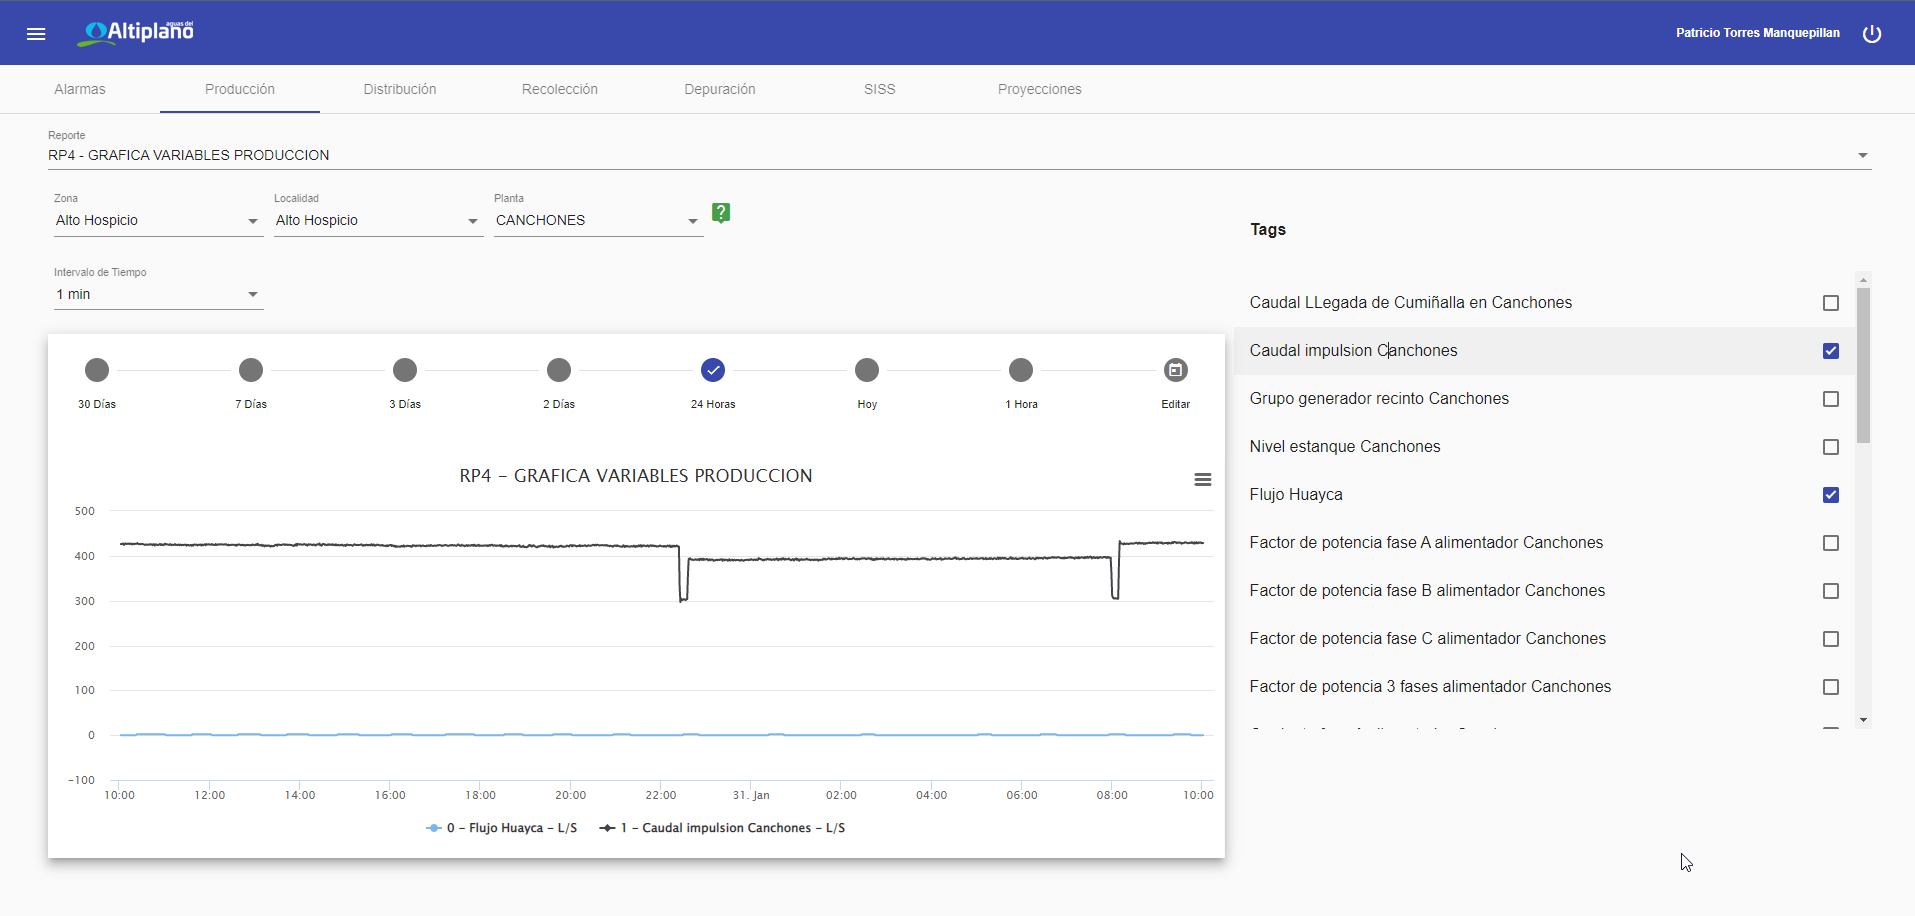 aguas del
Altiplano
Patricio Torres Manquepillan
Alarmas
Producción
Distribución
Recolección
Depuración
SISS
Proyecciones
Reporte
RP4 - GRAFICA VARIABLES PRODUCCION
Zona
Localidad
Planta
Alto Hospicio
Alto Hospicio
CANCHONES
?
Intervalo de Tiempo
1 min
30 Días
7 Días
3 Días
2 Días
24 Horas
Hoy
1 Hora
Editar
RP4 – GRAFICA VARIABLES PRODUCCION
500
400
300
200
100
0
–100
10:00
12:00
14:00
16:00
18:00
20:00
22:00
31. Jan
02:00
04:00
06:00
08:00
10:00
0 – Flujo Huayca – L/S
1 – Caudal impulsion Canchones – L/S
Tags
Caudal LLegada de Cumiñalla en Canchones
Caudal impulsion Canchones
Grupo generador recinto Canchones
Nivel estanque Canchones
Flujo Huayca
Factor de potencia fase A alimentador Canchones
Factor de potencia fase B alimentador Canchones
Factor de potencia fase C alimentador Canchones
Factor de potencia 3 fases alimentador Canchones